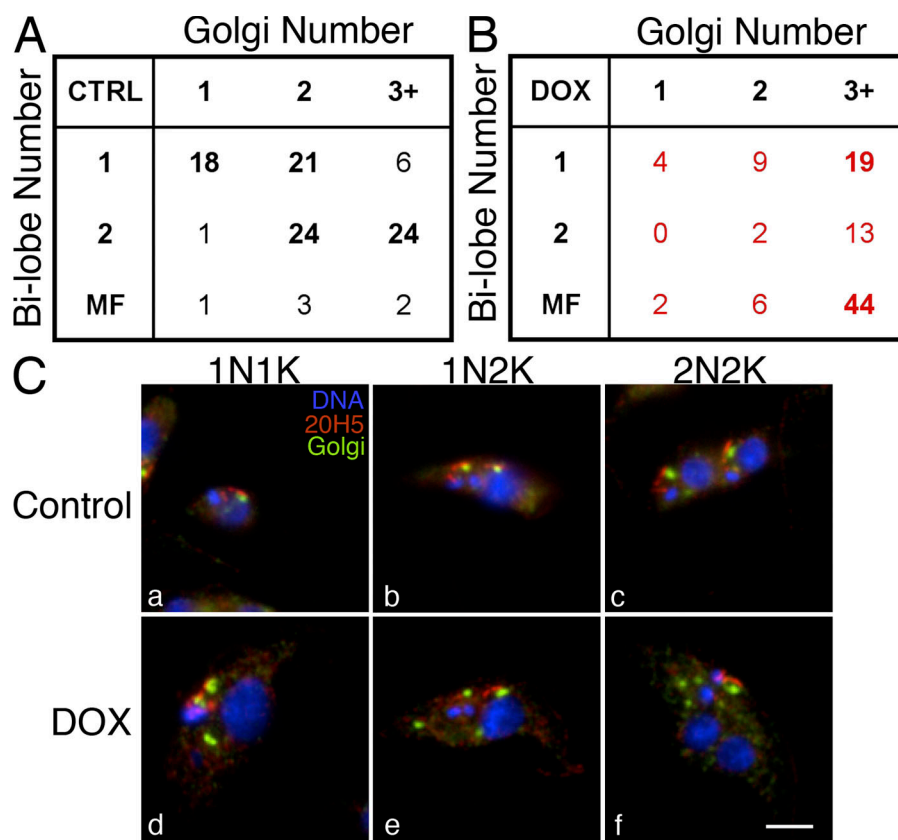 A
Golgi Number
Bi-lobe Number
CTRL 1 2 3+
1 18 21 6
2 1 24 24
MF 1 3 2
B
Golgi Number
Bi-lobe Number
DOX 1 2 3+
1 4 9 19
2 0 2 13
MF 2 6 44
C
1N1K 1N2K 2N2K
DNA
20H5
Golgi
Control
a b c
DOX
d e f